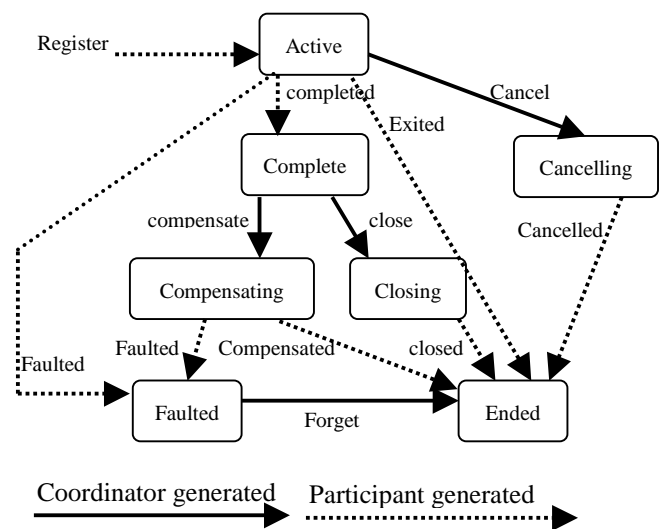 Register
Active
completed
Cancel
Exited
Complete
Cancelling
compensate
close
Cancelled
Compensating
Closing
Faulted
Faulted
Compensated
closed
Faulted
Forget
Ended
Coordinator generated
Participant generated